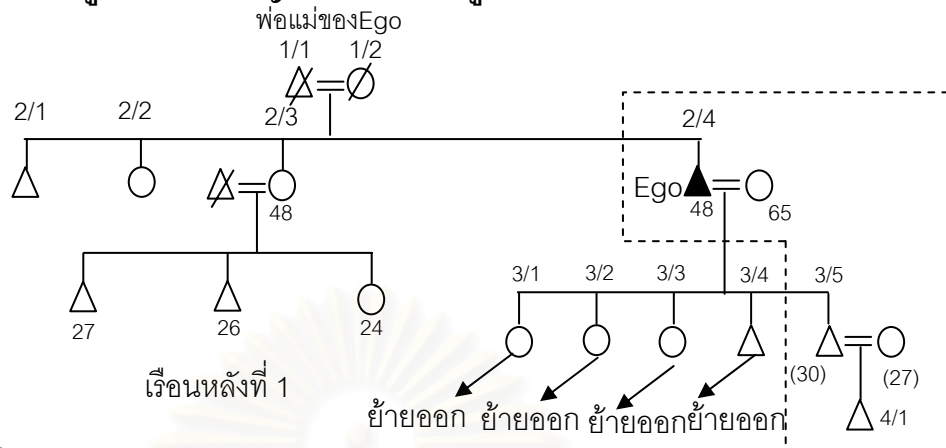 พ่อแม่ของEgo
1/1 1/2
2/1 2/2 2/3 2/4
Ego 48 65
48
3/1 3/2 3/3 3/4 3/5
27 26 24
(30) (27)
เรือนหลังที่ 1
ย้ายออก ย้ายออก ย้ายออก ย้ายออก 4/1